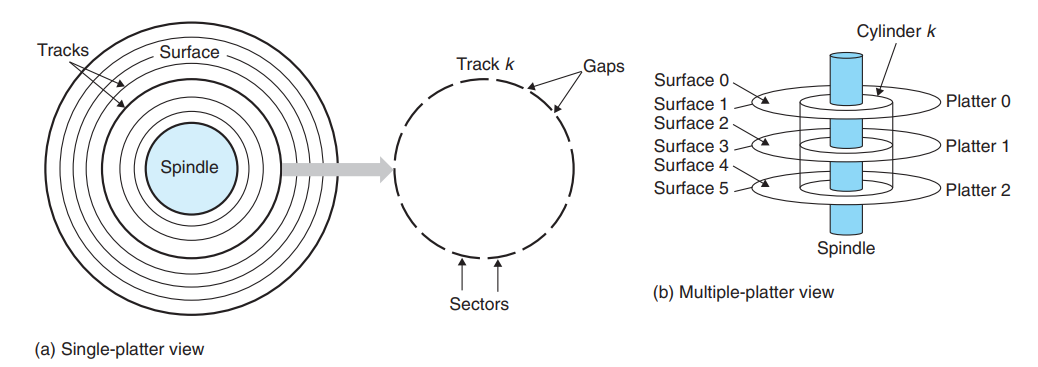 Tracks
Surface
Spindle
(a) Single-platter view
Track k
Gaps
Sectors
Cylinder k
Surface 0
Surface 1
Surface 2
Surface 3
Surface 4
Surface 5
Platter 0
Platter 1
Platter 2
Spindle
(b) Multiple-platter view